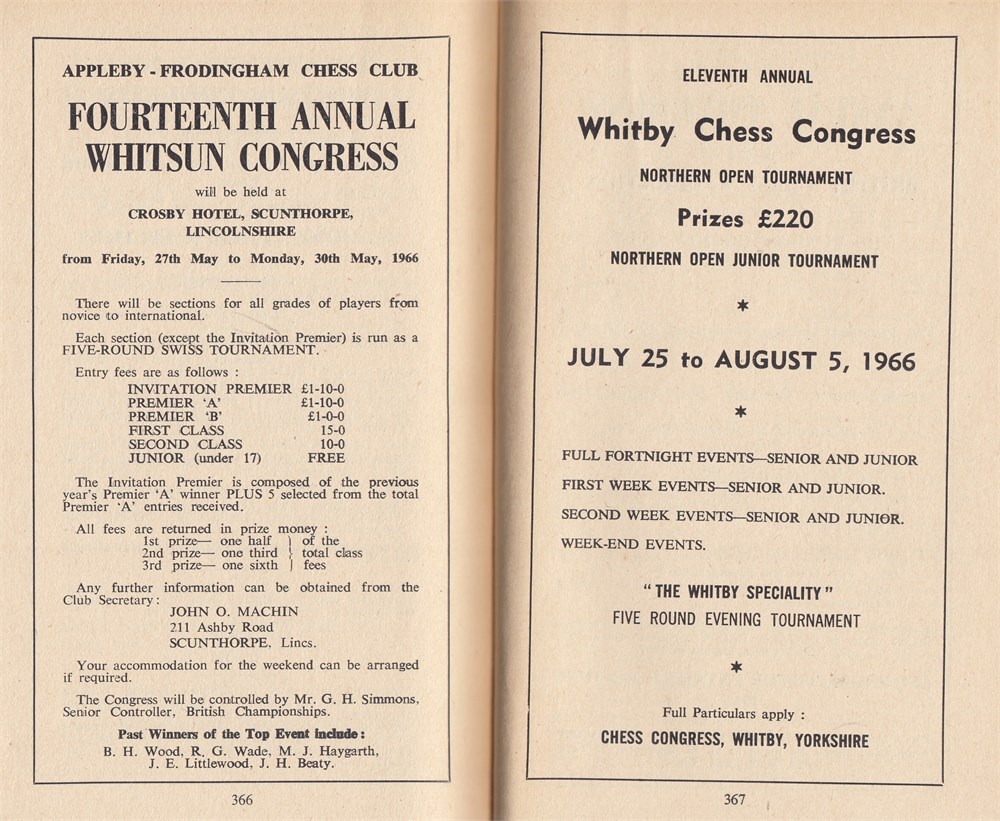 APPLEBY - FRODINGHAM CHESS CLUB
FOURTEENTH ANNUAL
WHITSUN CONGRESS
will be held at
CROSBY HOTEL, SCUNTHORPE,
LINCOLNSHIRE
from Friday, 27th May to Monday, 30th May, 1966
There will be sections for all grades of players from
novice to international.
Each section (except the Invitation Premier) is run as a
FIVE-ROUND SWISS TOURNAMENT.
Entry fees are as follows :
INVITATION PREMIER £1-10-0
PREMIER ‘A’ £1-10-0
PREMIER ‘B’ £1-0-0
FIRST CLASS 15-0
SECOND CLASS 10-0
JUNIOR (under 17) FREE
The Invitation Premier is composed of the previous
year's Premier ‘A’ winner PLUS 5 selected from the total
Premier ‘A’ entries received.
All fees are returned in prize money :
1st prize— one half ) of the
2nd prize— one third } total class
3rd prize— one sixth ) fees
Any further information can be obtained from the
Club Secretary :
JOHN O. MACHIN
211 Ashby Road
SCUNTHORPE, Lincs.
Your accommodation for the weekend can be arranged
if required.
The Congress will be controlled by Mr. G. H. Simmons,
Senior Controller, British Championships.
Past Winners of the Top Event include :
B. H. Wood, R. G. Wade, M. J. Haygarth,
J. E. Littlewood, J. H. Beaty.
366
ELEVENTH ANNUAL
Whitby Chess Congress
NORTHERN OPEN TOURNAMENT
Prizes £220
NORTHERN OPEN JUNIOR TOURNAMENT
*
JULY 25 to AUGUST 5, 1966
*
FULL FORTNIGHT EVENTS—SENIOR AND JUNIOR
FIRST WEEK EVENTS—SENIOR AND JUNIOR.
SECOND WEEK EVENTS—SENIOR AND JUNIOR.
WEEK-END EVENTS.
" THE WHITBY SPECIALITY "
FIVE ROUND EVENING TOURNAMENT
*
Full Particulars apply :
CHESS CONGRESS, WHITBY, YORKSHIRE
367